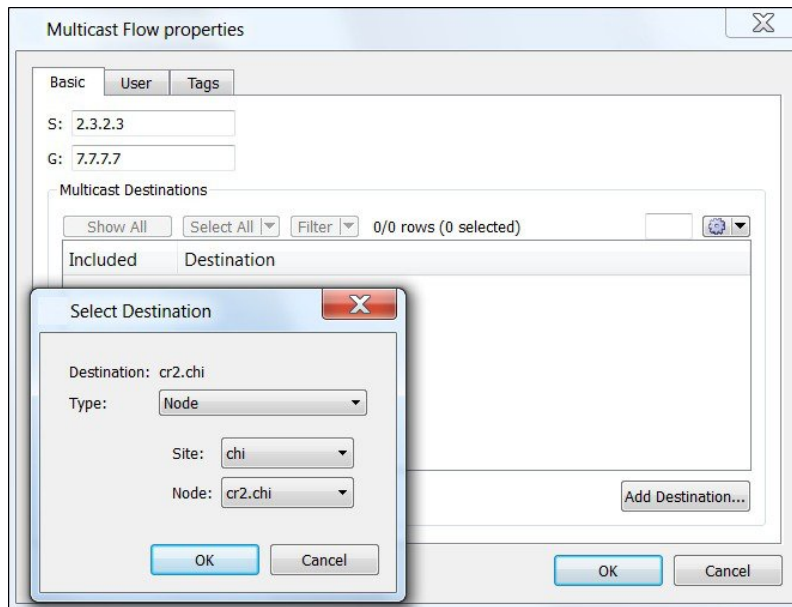 Multicast Flow properties
Basic User Tags
S: 2.3.2.3
G: 7.7.7.7
Multicast Destinations
Show All Select All Filter 0/0 rows (0 selected)
Included Destination
Select Destination
Destination: cr2.chi
Type: Node
Site: chi
Node: cr2.chi
OK Cancel
Add Destination...
OK Cancel